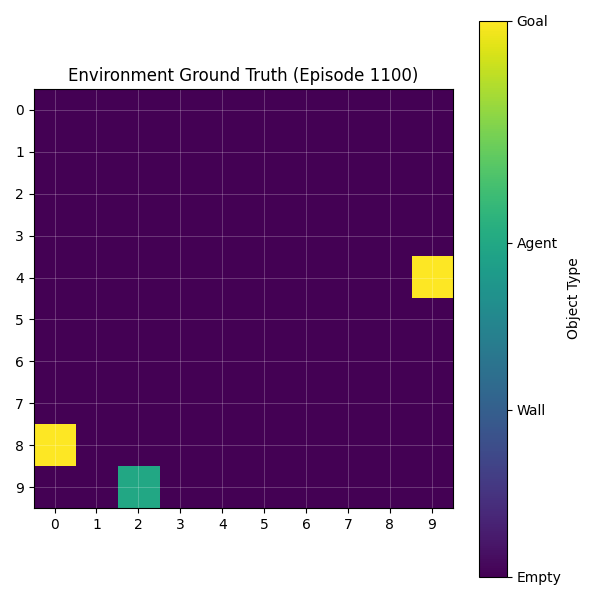 Environment Ground Truth (Episode 1100)
0
1
2
3
4
5
6
7
8
9
0 1 2 3 4 5 6 7 8 9
Goal
Agent
Wall
Empty
Object Type